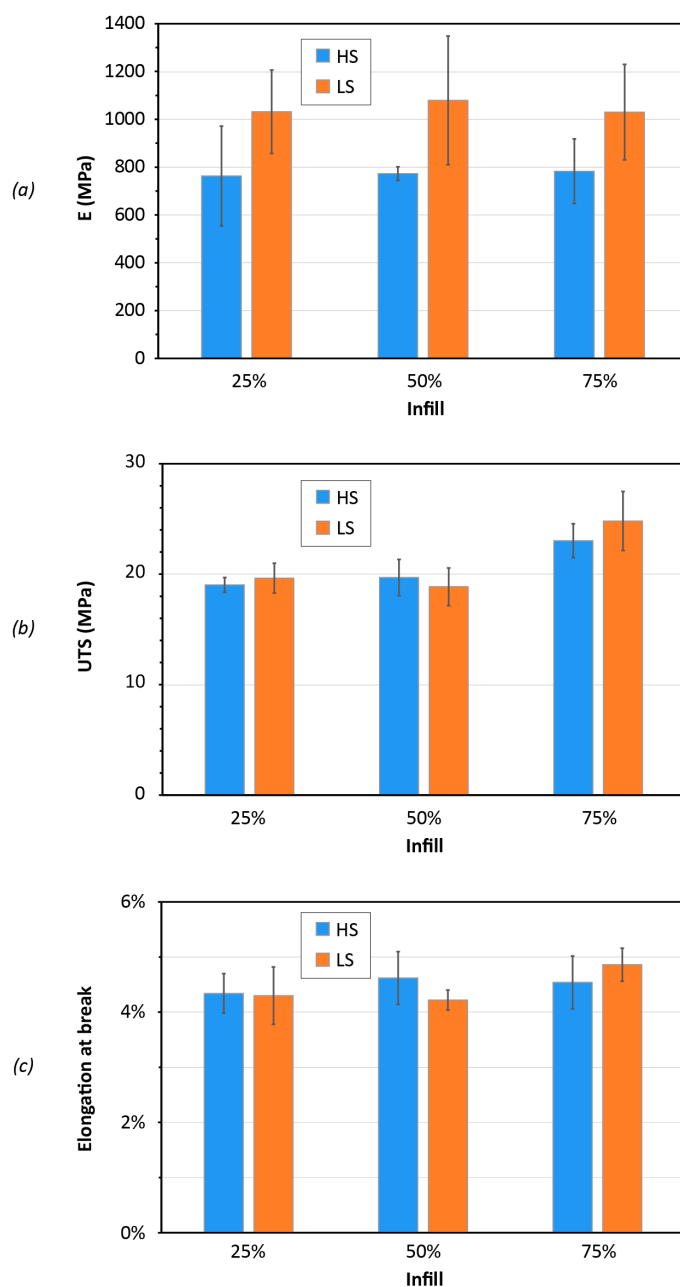 (a)
E (MPa)
1400
1200
1000
800
600
400
200
0
HS
LS
25% 50% 75%
Infill
(b)
UTS (MPa)
30
20
10
0
HS
LS
25% 50% 75%
Infill
(c)
Elongation at break
6%
4%
2%
0%
HS
LS
25% 50% 75%
Infill